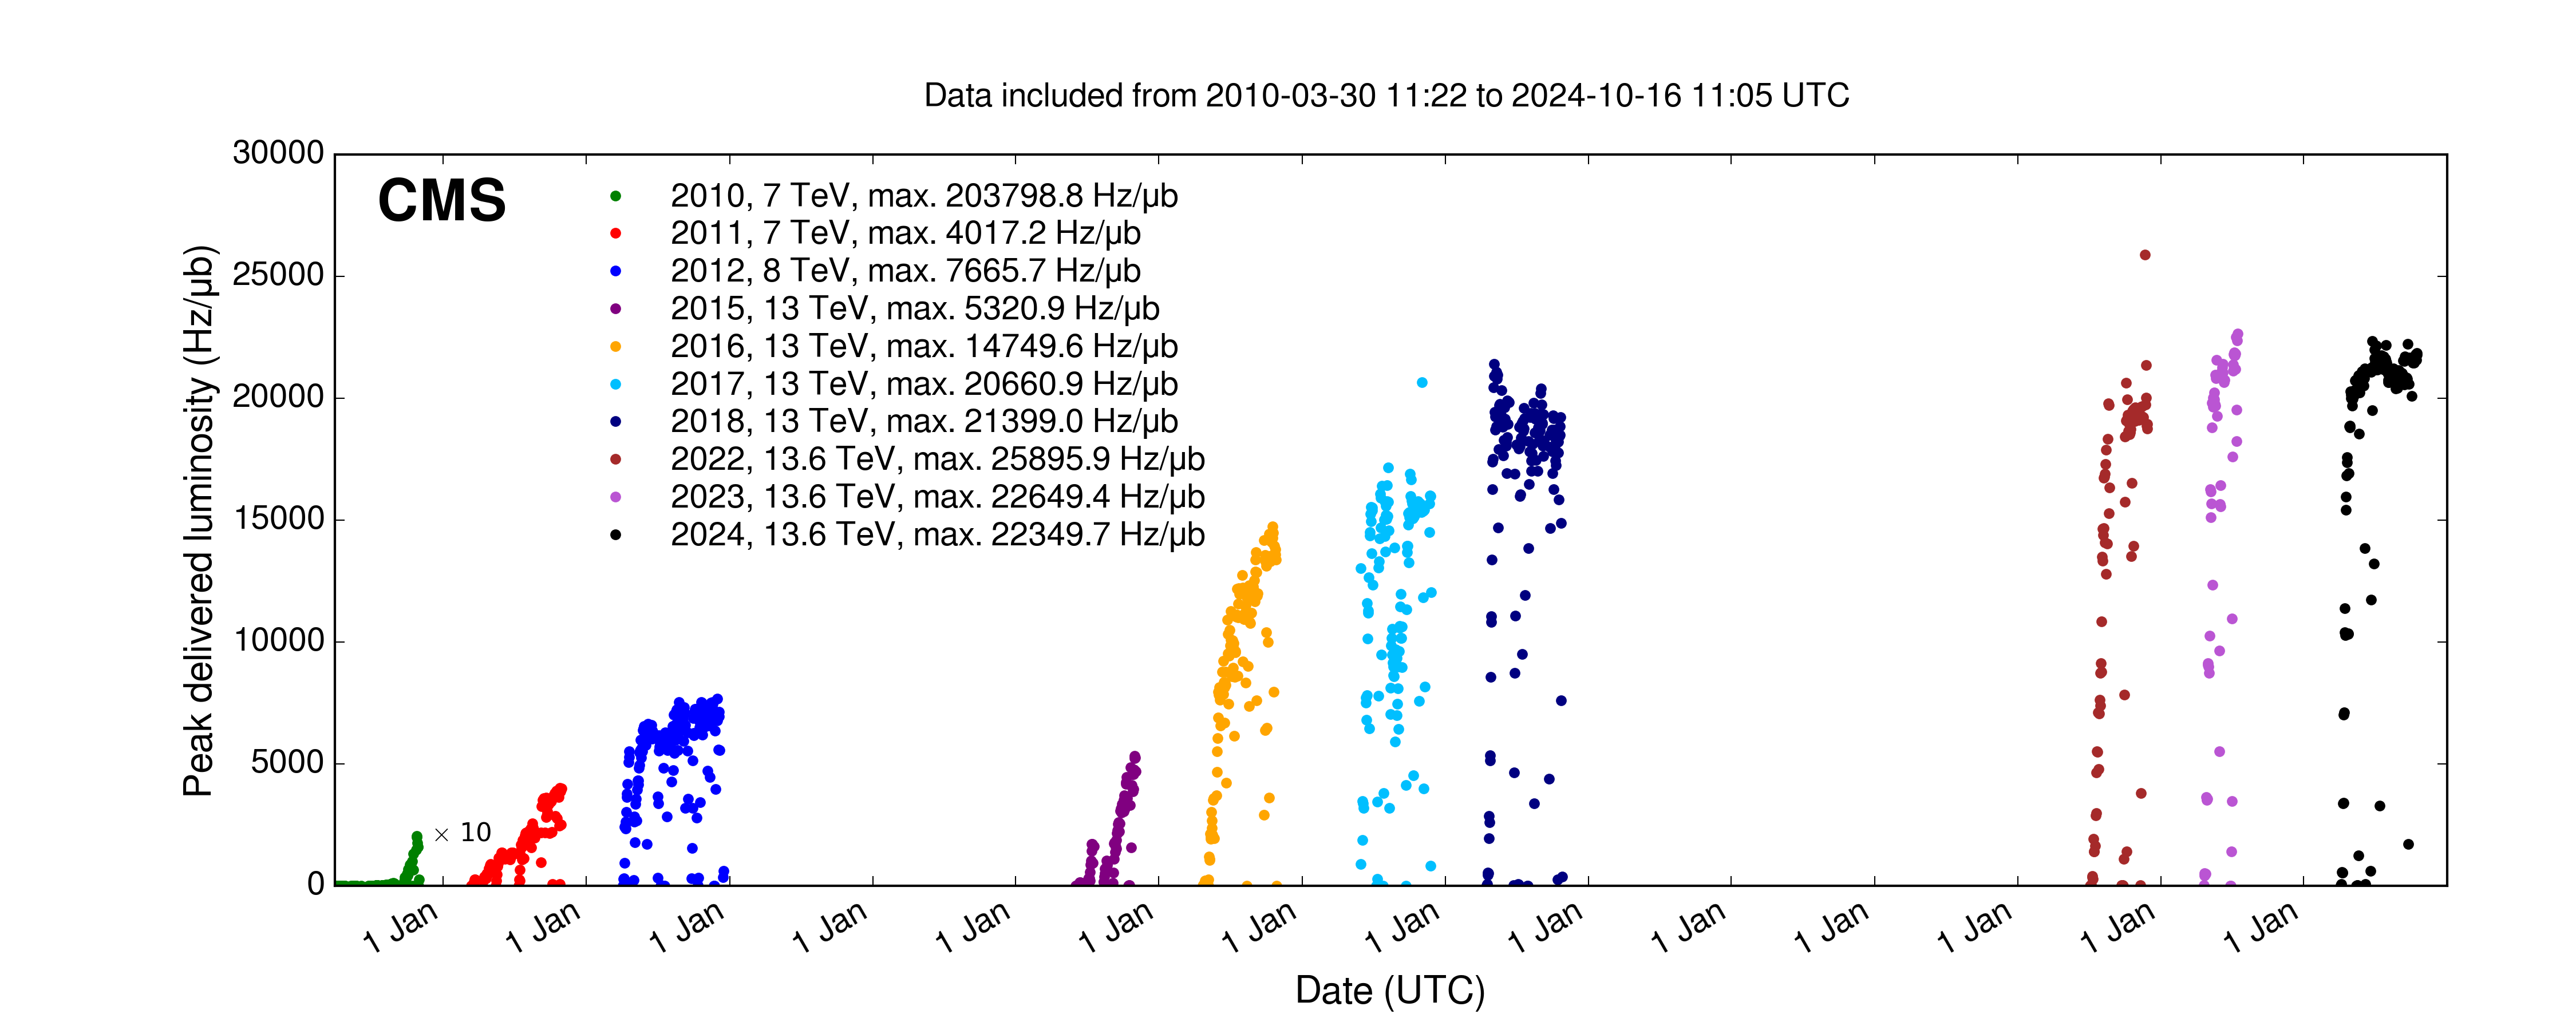 Data included from 2010-03-30 11:22 to 2024-10-16 11:05 UTC
CMS
2010, 7 TeV, max. 203798.8 Hz/µb
2011, 7 TeV, max. 4017.2 Hz/µb
2012, 8 TeV, max. 7665.7 Hz/µb
2015, 13 TeV, max. 5320.9 Hz/µb
2016, 13 TeV, max. 14749.6 Hz/µb
2017, 13 TeV, max. 20660.9 Hz/µb
2018, 13 TeV, max. 21399.0 Hz/µb
2022, 13.6 TeV, max. 25895.9 Hz/µb
2023, 13.6 TeV, max. 22649.4 Hz/µb
2024, 13.6 TeV, max. 22349.7 Hz/µb
Peak delivered luminosity (Hz/µb)
30000
25000
20000
15000
10000
5000
0
× 10
1 Jan
1 Jan
1 Jan
1 Jan
1 Jan
1 Jan
1 Jan
1 Jan
1 Jan
1 Jan
1 Jan
1 Jan
1 Jan
1 Jan
Date (UTC)